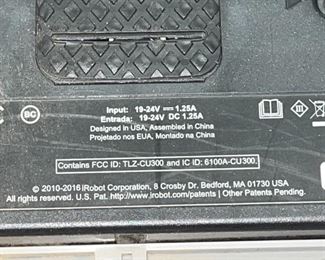 BC
Input: 19-24V ⎓ 1.25A
Entrada: 19-24V DC 1.25A
Designed in USA, Assembled in China
Projetado nos EUA, Montado na China
Contains FCC ID: TLZ-CU300 and IC ID: 6100A-CU300.
© 2010-2016 iRobot Corporation, 8 Crosby Dr. Bedford, MA 01730 USA
All rights reserved. U.S. Pat. http://www.irobot.com/patents | Other Patents Pending.